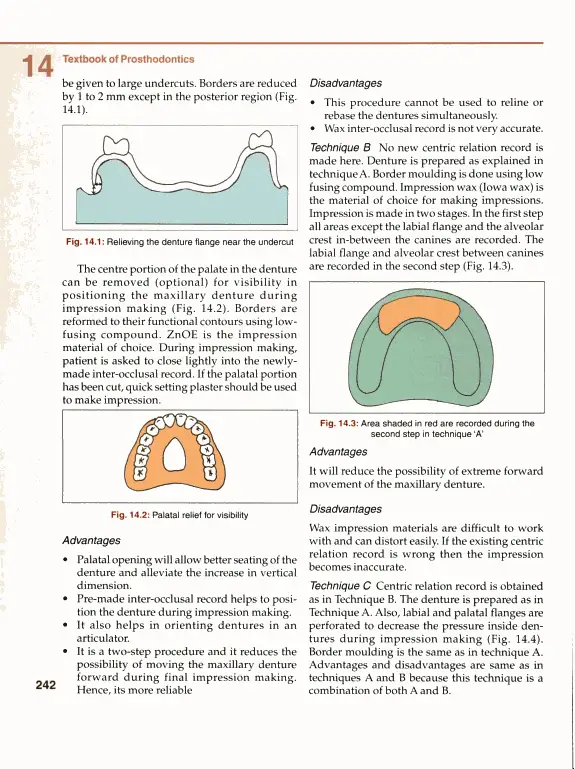 14
Textbook of Prosthodontics
be given to large undercuts. Borders are reduced
by 1 to 2 mm except in the posterior region (Fig.
14.1).
Fig. 14.1: Relieving the denture flange near the undercut
The centre portion of the palate in the denture
can be removed (optional) for visibility in
positioning the maxillary denture during
impression making (Fig. 14.2). Borders are
reformed to their functional contours using low-
fusing compound. ZnOE is the impression
material of choice. During impression making,
patient is asked to close lightly into the newly-
made inter-occlusal record. If the palatal portion
has been cut, quick setting plaster should be used
to make impression.
Fig. 14.2: Palatal relief for visibility
Advantages
• Palatal opening will allow better seating of the
denture and alleviate the increase in vertical
dimension.
• Pre-made inter-occlusal record helps to posi-
tion the denture during impression making.
• It also helps in orienting dentures in an
articulator.
• It is a two-step procedure and it reduces the
possibility of moving the maxillary denture
forward during final impression making.
Hence, its more reliable
242
Disadvantages
• This procedure cannot be used to reline or
rebase the dentures simultaneously.
• Wax inter-occlusal record is not very accurate.
Technique B No new centric relation record is
made here. Denture is prepared as explained in
technique A. Border moulding is done using low
fusing compound. Impression wax (Iowa wax) is
the material of choice for making impressions.
Impression is made in two stages. In the first step
all areas except the labial flange and the alveolar
crest in-between the canines are recorded. The
labial flange and alveolar crest between canines
are recorded in the second step (Fig. 14.3).
Fig. 14.3: Area shaded in red are recorded during the
second step in technique 'A'
Advantages
It will reduce the possibility of extreme forward
movement of the maxillary denture.
Disadvantages
Wax impression materials are difficult to work
with and can distort easily. If the existing centric
relation record is wrong then the impression
becomes inaccurate.
Technique C Centric relation record is obtained
as in Technique B. The denture is prepared as in
Technique A. Also, labial and palatal flanges are
perforated to decrease the pressure inside den-
tures during impression making (Fig. 14.4).
Border moulding is the same as in technique A.
Advantages and disadvantages are same as in
techniques A and B because this technique is a
combination of both A and B.